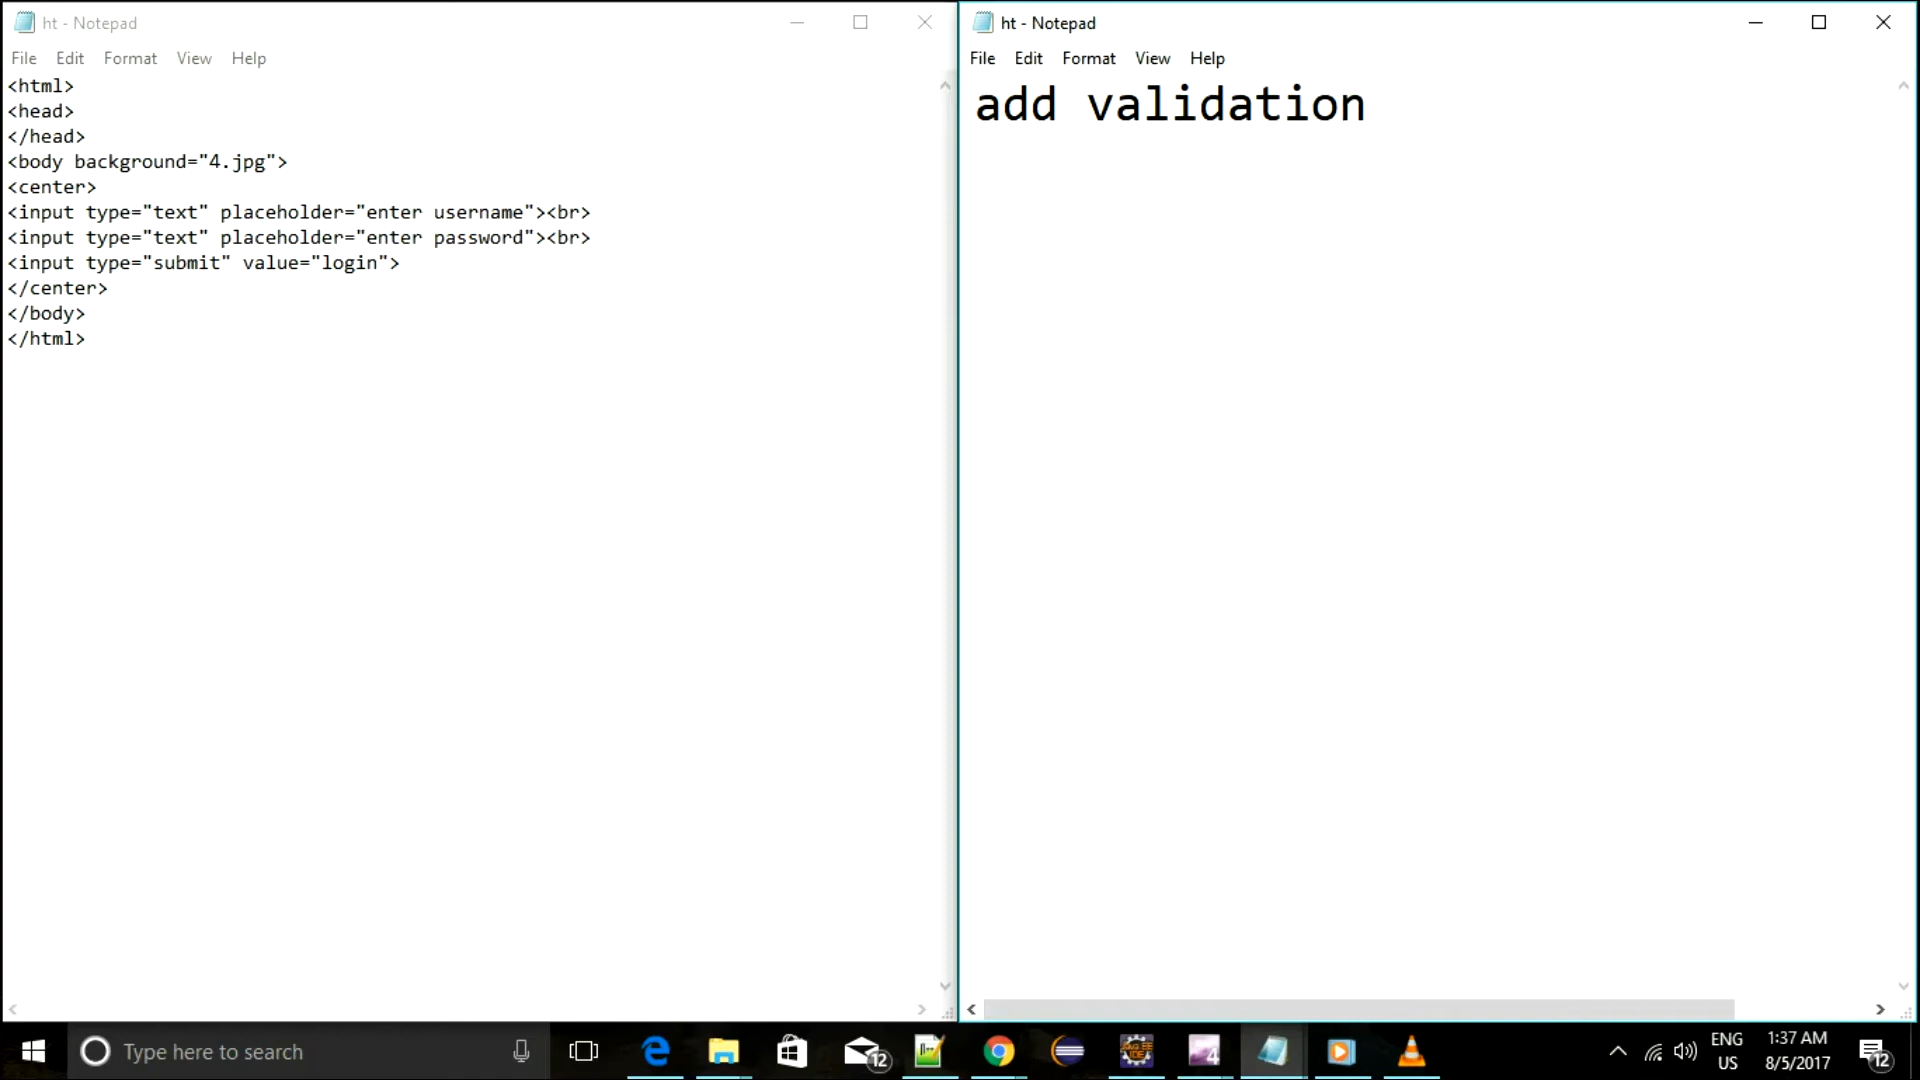 ht - Notepad
File Edit Format View Help
<html>
<head>
</head>
<body background="4.jpg">
<center>
<input type="text" placeholder="enter username"><br>
<input type="text" placeholder="enter password"><br>
<input type="submit" value="login">
</center>
</body>
</html>
ht - Notepad
File Edit Format View Help
add validation
Type here to search
12
4
ENG
US
1:37 AM
8/5/2017
12